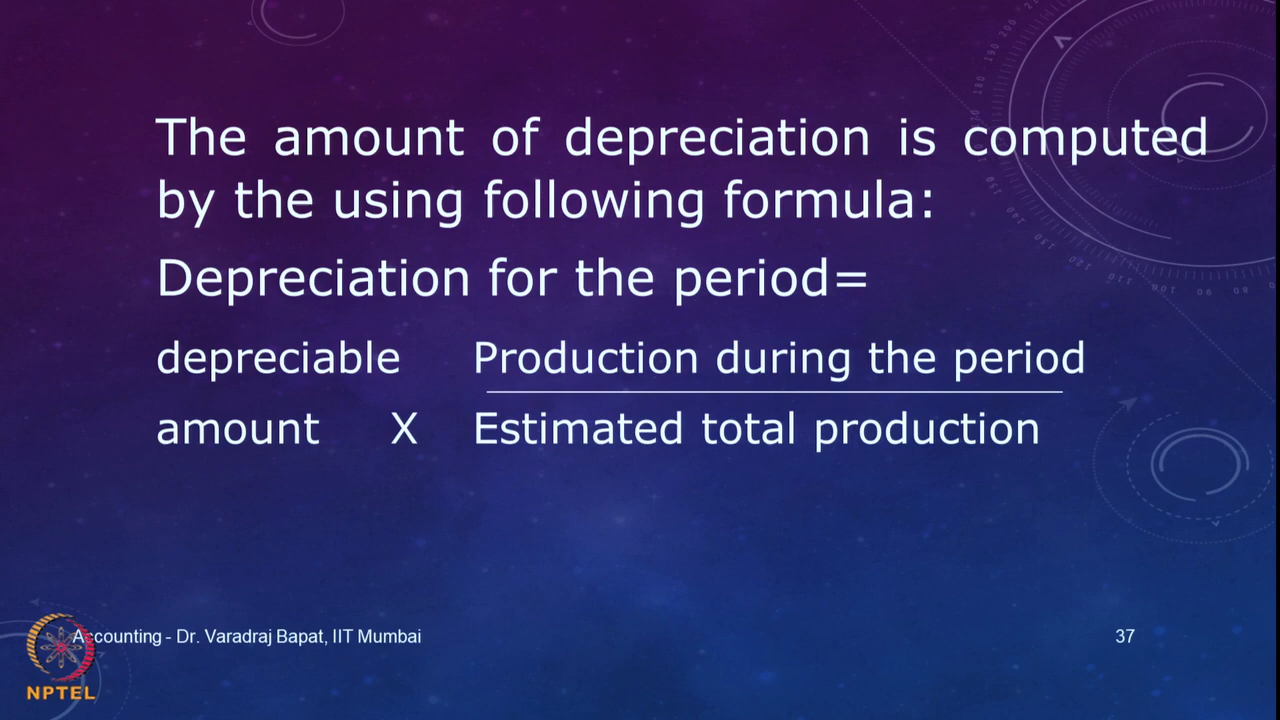 The amount of depreciation is computed
by the using following formula:
Depreciation for the period=
depreciable Production during the period
amount X Estimated total production
Accounting - Dr. Varadraj Bapat, IIT Mumbai
37
NPTEL